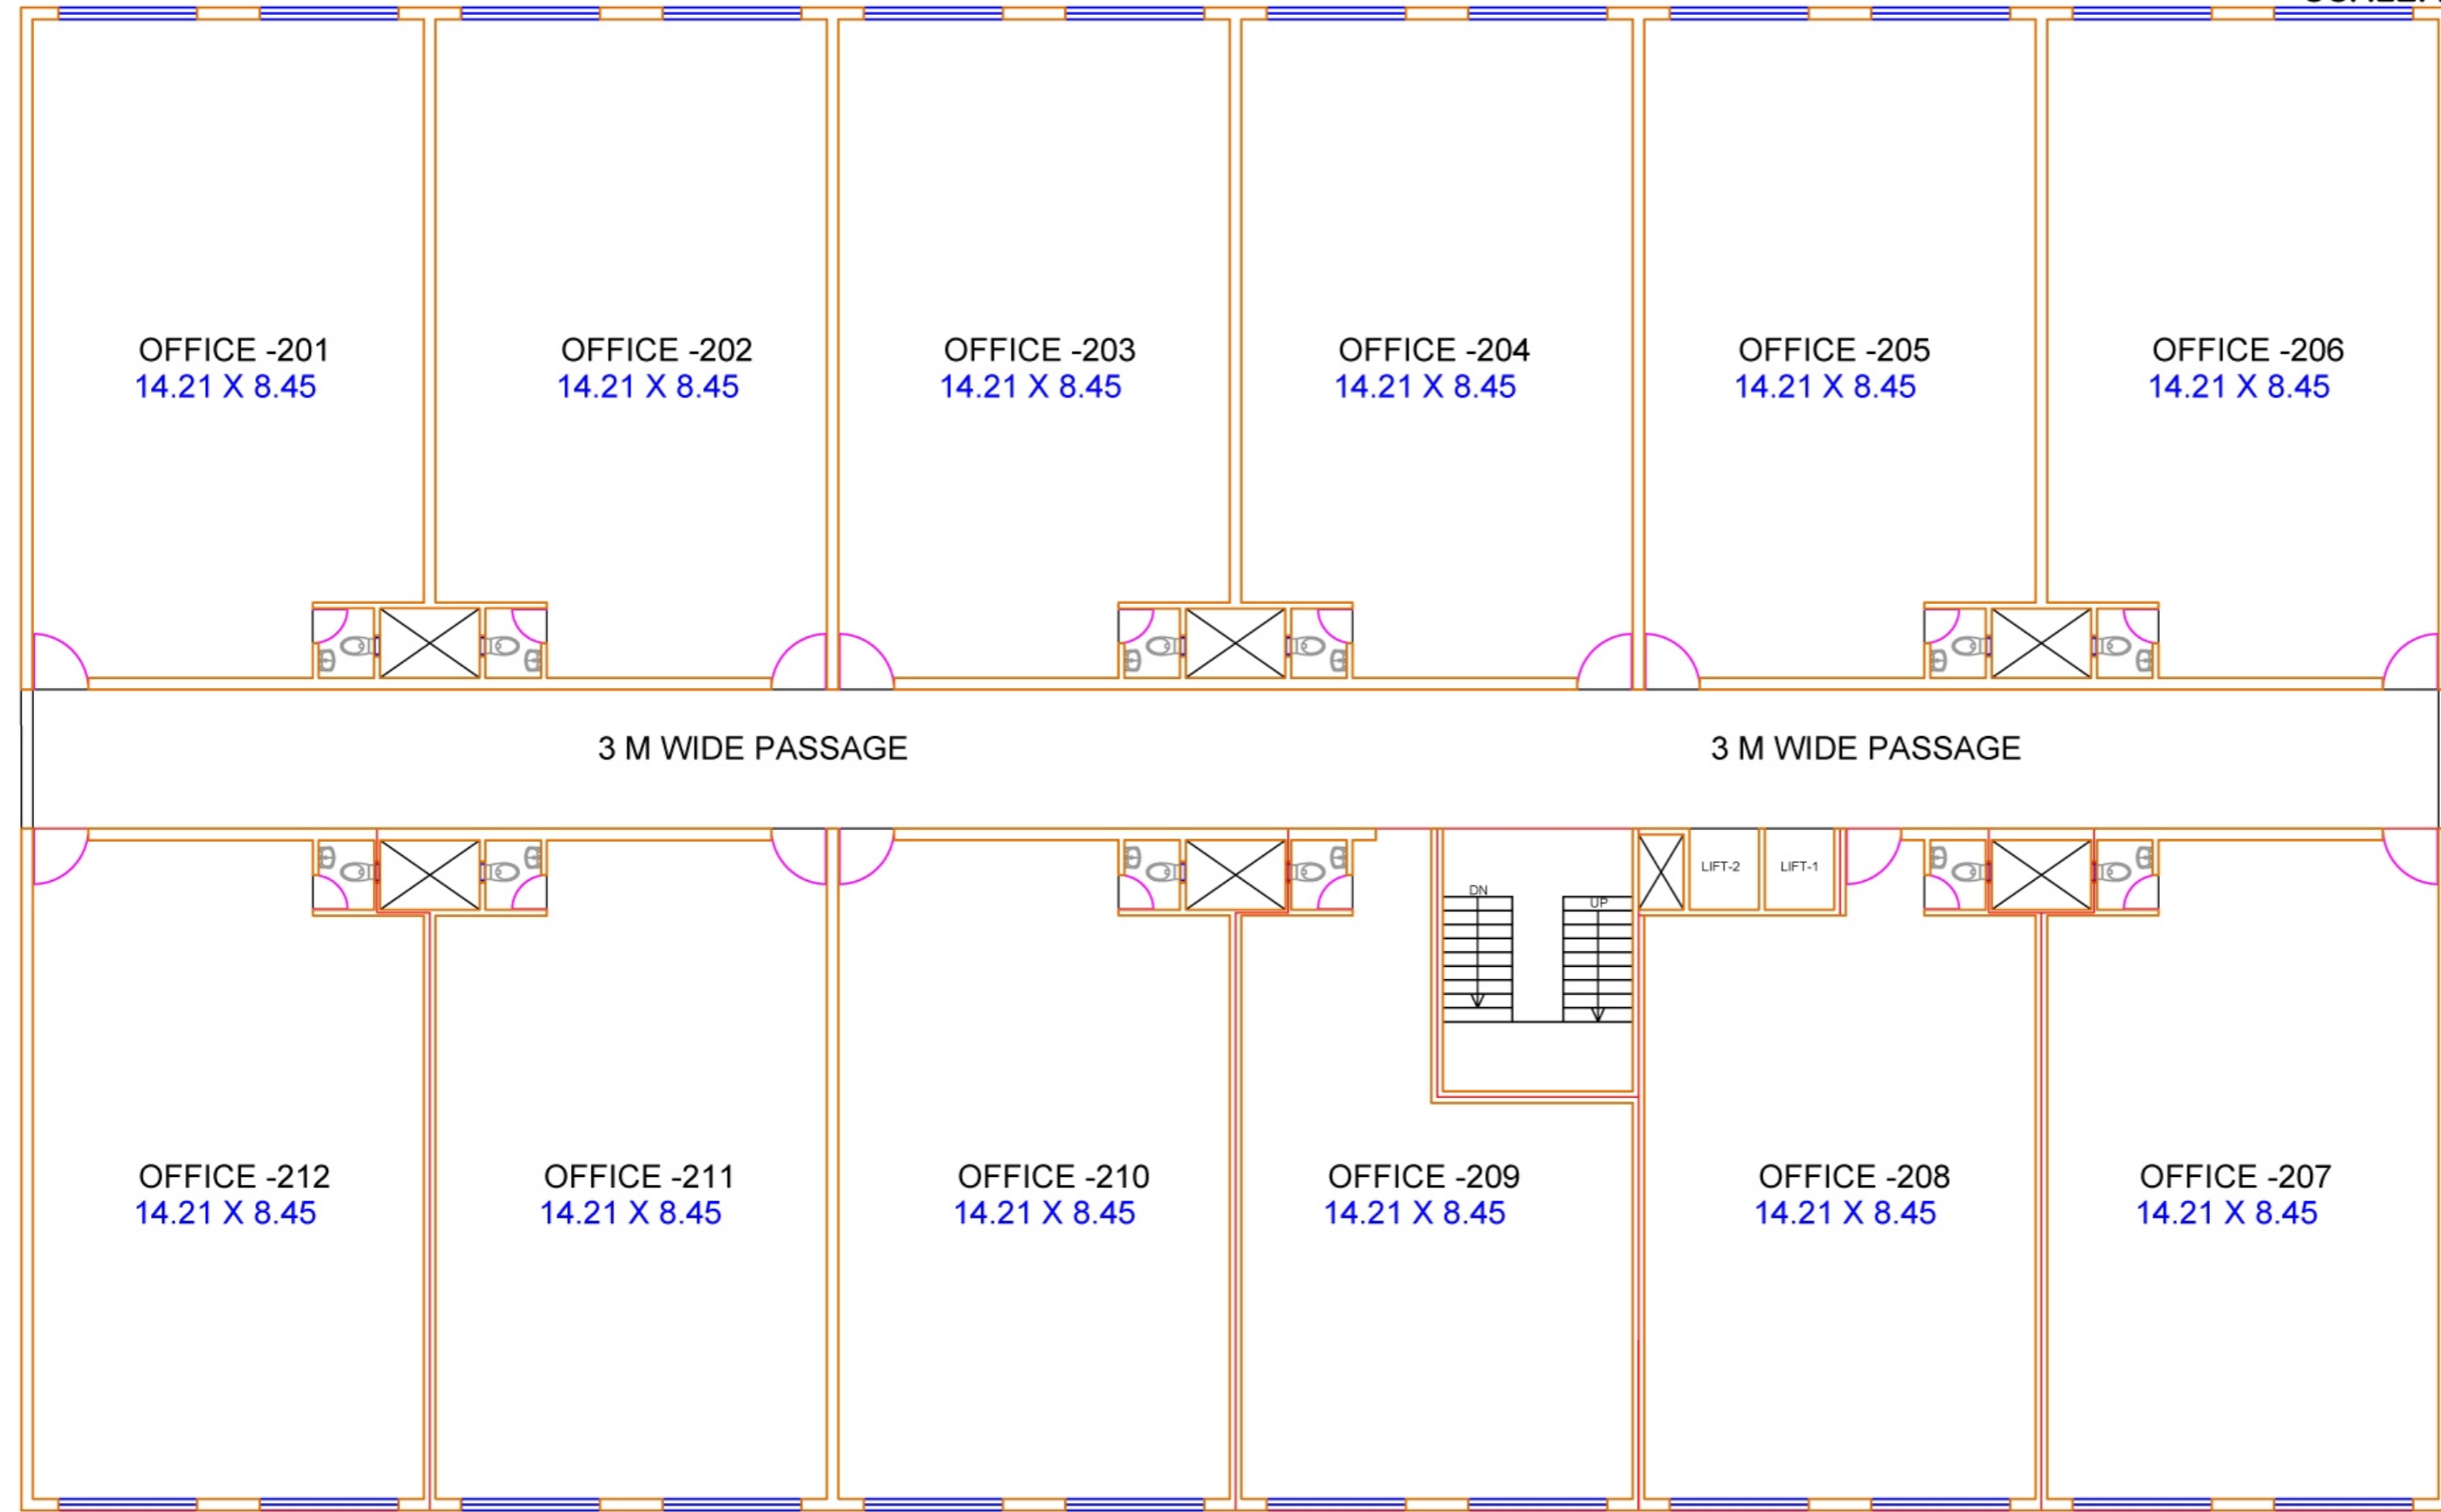 OFFICE -201
14.21 X 8.45
OFFICE -202
14.21 X 8.45
OFFICE -203
14.21 X 8.45
OFFICE -204
14.21 X 8.45
OFFICE -205
14.21 X 8.45
OFFICE -206
14.21 X 8.45
3 M WIDE PASSAGE
3 M WIDE PASSAGE
LIFT-2
LIFT-1
DN
UP
OFFICE -212
14.21 X 8.45
OFFICE -211
14.21 X 8.45
OFFICE -210
14.21 X 8.45
OFFICE -209
14.21 X 8.45
OFFICE -208
14.21 X 8.45
OFFICE -207
14.21 X 8.45